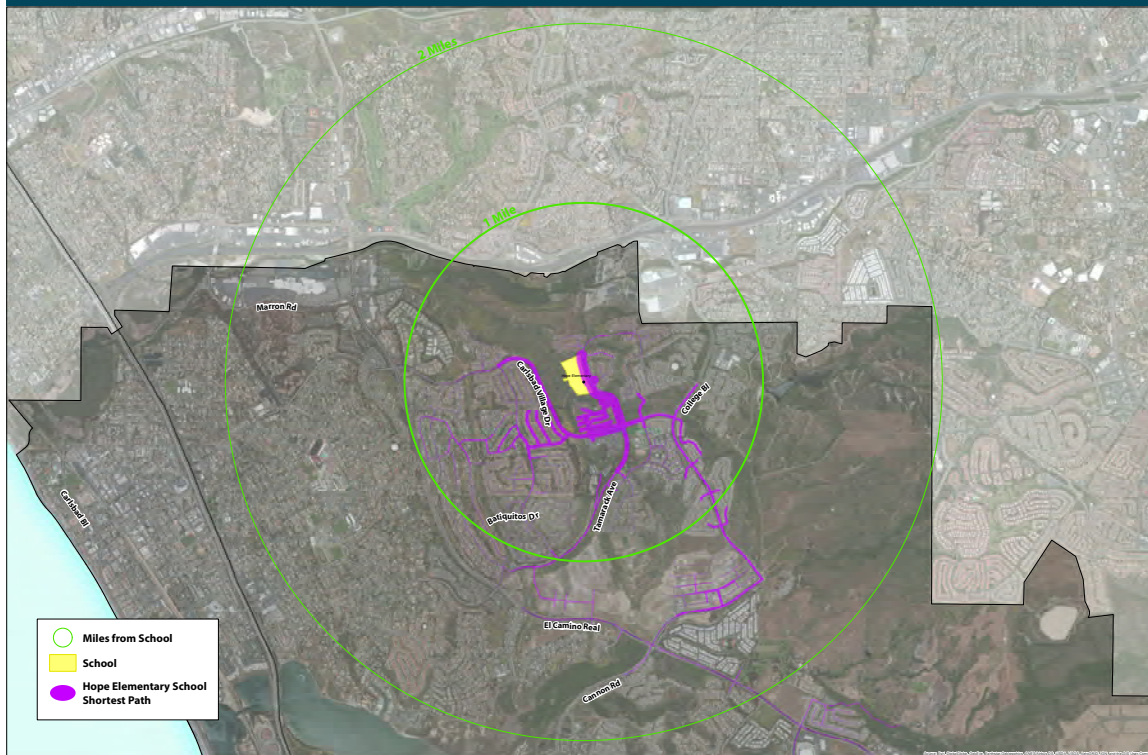 2 Miles
1 Mile
Marron Rd
Carlsbad Village Dr
College Bl
Carlsbad Bl
Batiquitos Dr
Tamarack Ave
El Camino Real
Cannon Rd
Miles from School
School
Hope Elementary School
Shortest Path